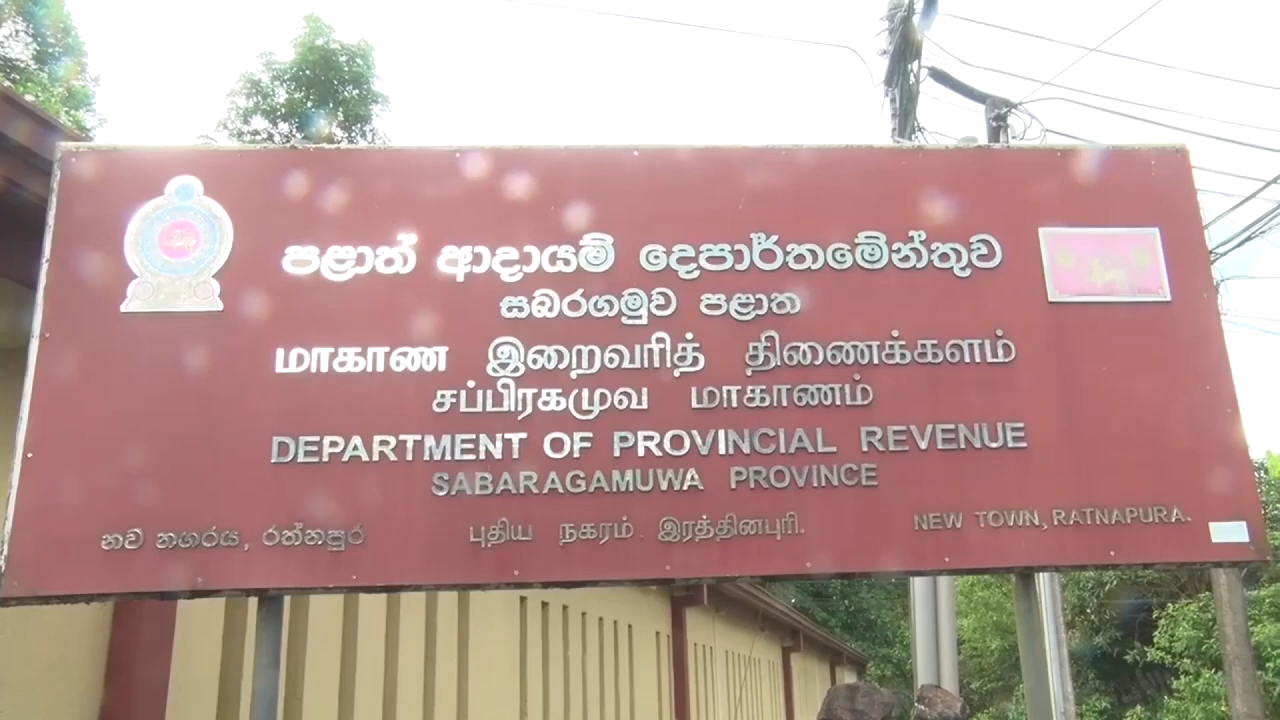 පළාත් ආදායම් දෙපාර්තමේන්තුව
සබරගමුව පළාත
மாகாண இறைவரித் திணைக்களம்
சப்பிரகமுவ மாகாணம்
DEPARTMENT OF PROVINCIAL REVENUE
SABARAGAMUWA PROVINCE
නව නගරය, රත්නපුර
புதிய நகரம். இரத்தினபுரி.
NEW TOWN, RATNAPURA.